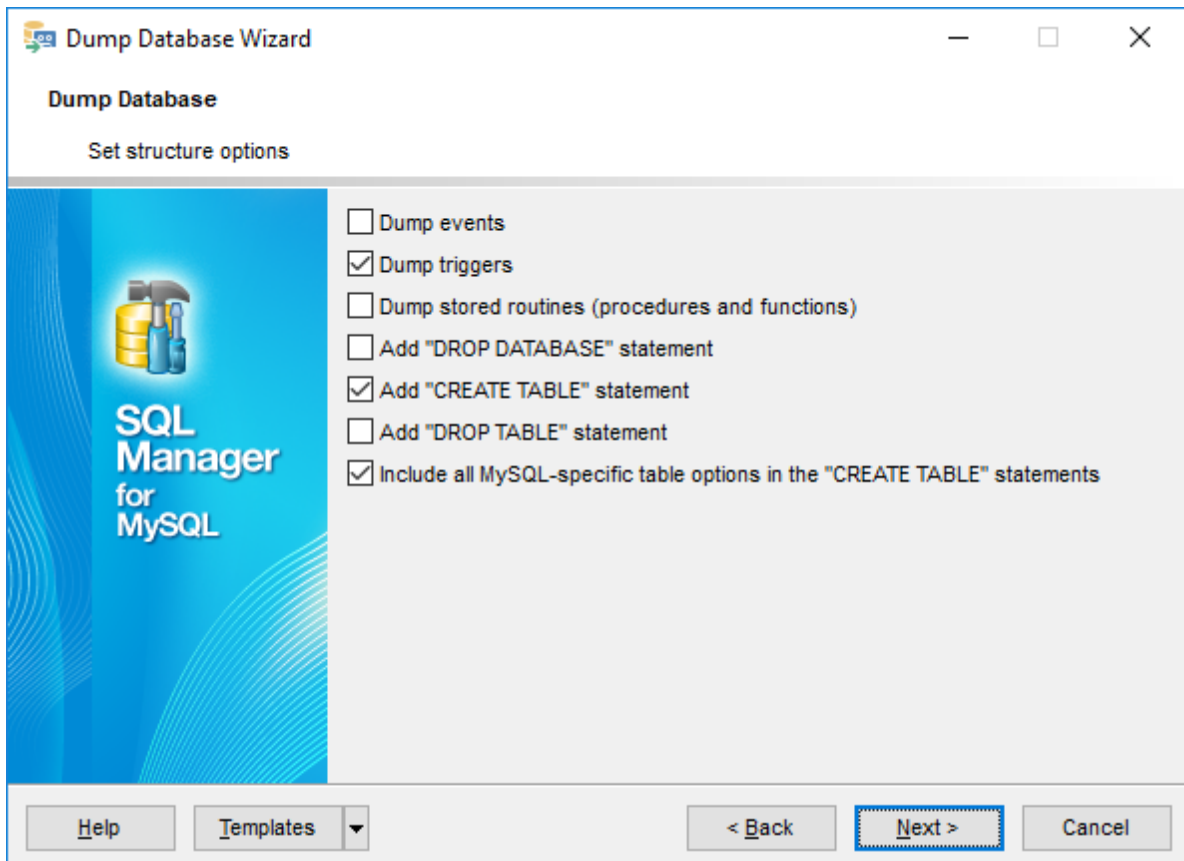 Dump Database Wizard
Dump Database
Set structure options
Dump events
Dump triggers
Dump stored routines (procedures and functions)
Add "DROP DATABASE" statement
Add "CREATE TABLE" statement
Add "DROP TABLE" statement
Include all MySQL-specific table options in the "CREATE TABLE" statements
SQL
Manager
for
MySQL
Help
Templates
< Back
Next >
Cancel